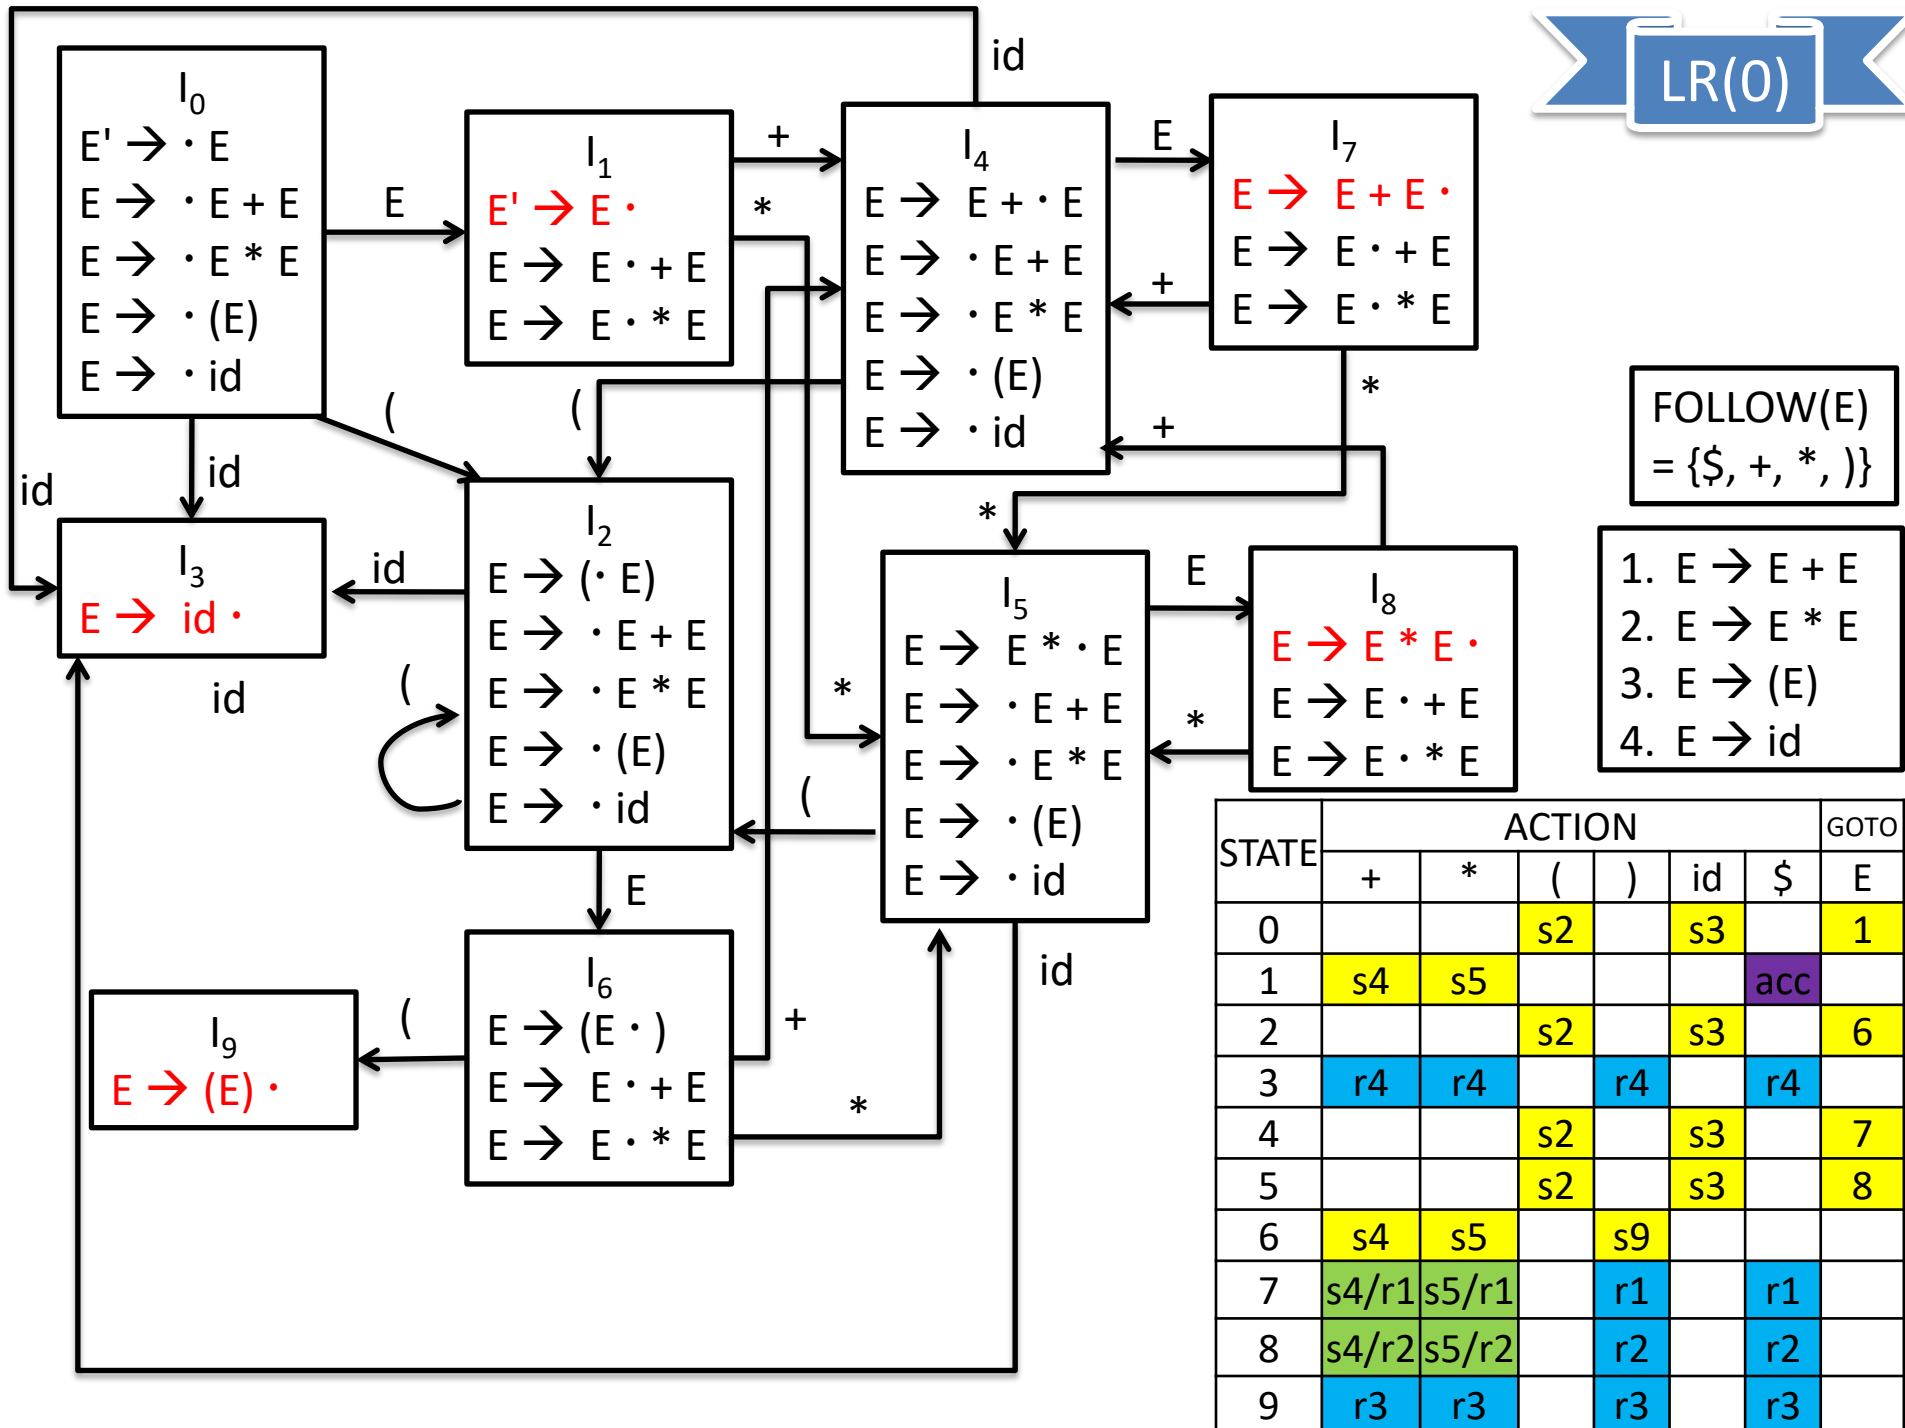 LR(0)
id
I0
E' → · E
E → · E + E
E → · E * E
E → · (E)
E → · id
E
I1
E' → E ·
E → E · + E
E → E · * E
+
*
I4
E → E + · E
E → · E + E
E → · E * E
E → · (E)
E → · id
E
+
I7
E → E + E ·
E → E · + E
E → E · * E
*
FOLLOW(E)
= {$, +, *, )}
(
(
id
id
+
*
I3
E → id ·
id
id
I2
E → (· E)
E → · E + E
E → · E * E
E → · (E)
E → · id
(
*
(
E
I5
E → E * · E
E → · E + E
E → · E * E
E → · (E)
E → · id
E
*
I8
E → E * E ·
E → E · + E
E → E · * E
1. E → E + E
2. E → E * E
3. E → (E)
4. E → id
I9
E → (E) ·
(
I6
E → (E · )
E → E · + E
E → E · * E
+
*
id
STATE ACTION GOTO
+ * ( ) id $ E
0 s2 s3 1
1 s4 s5 acc
2 s2 s3 6
3 r4 r4 r4 r4
4 s2 s3 7
5 s2 s3 8
6 s4 s5 s9
7 s4/r1 s5/r1 r1 r1
8 s4/r2 s5/r2 r2 r2
9 r3 r3 r3 r3